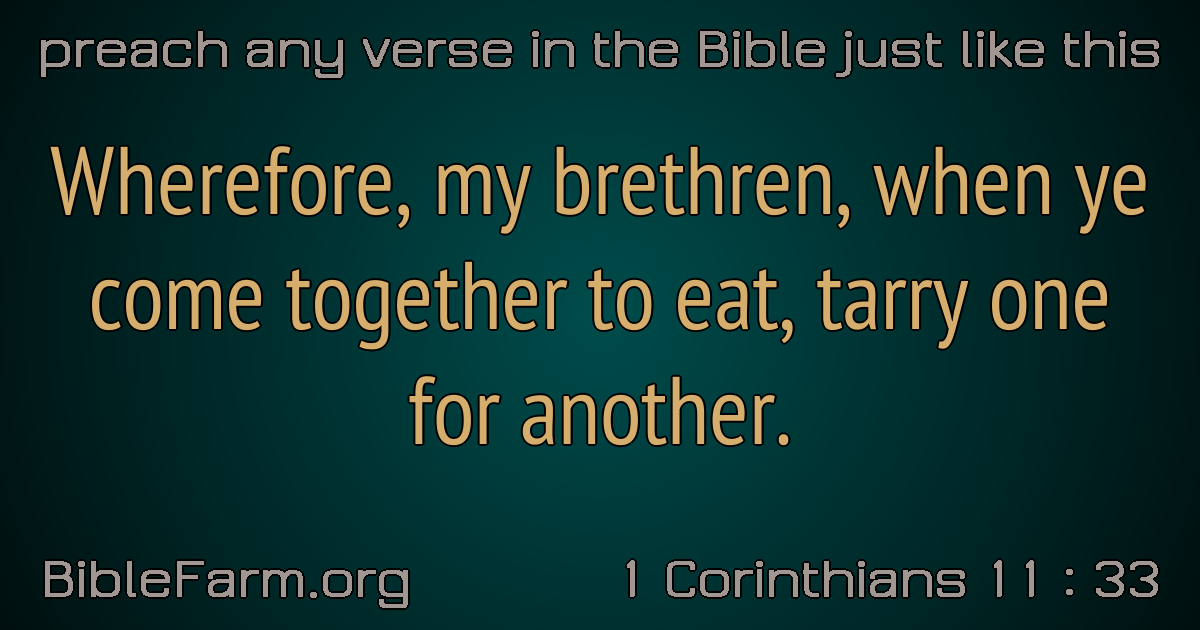 preach any verse in the Bible just like this
Wherefore, my brethren, when ye
come together to eat, tarry one
for another.
BibleFarm.org
1 Corinthians 11 : 33